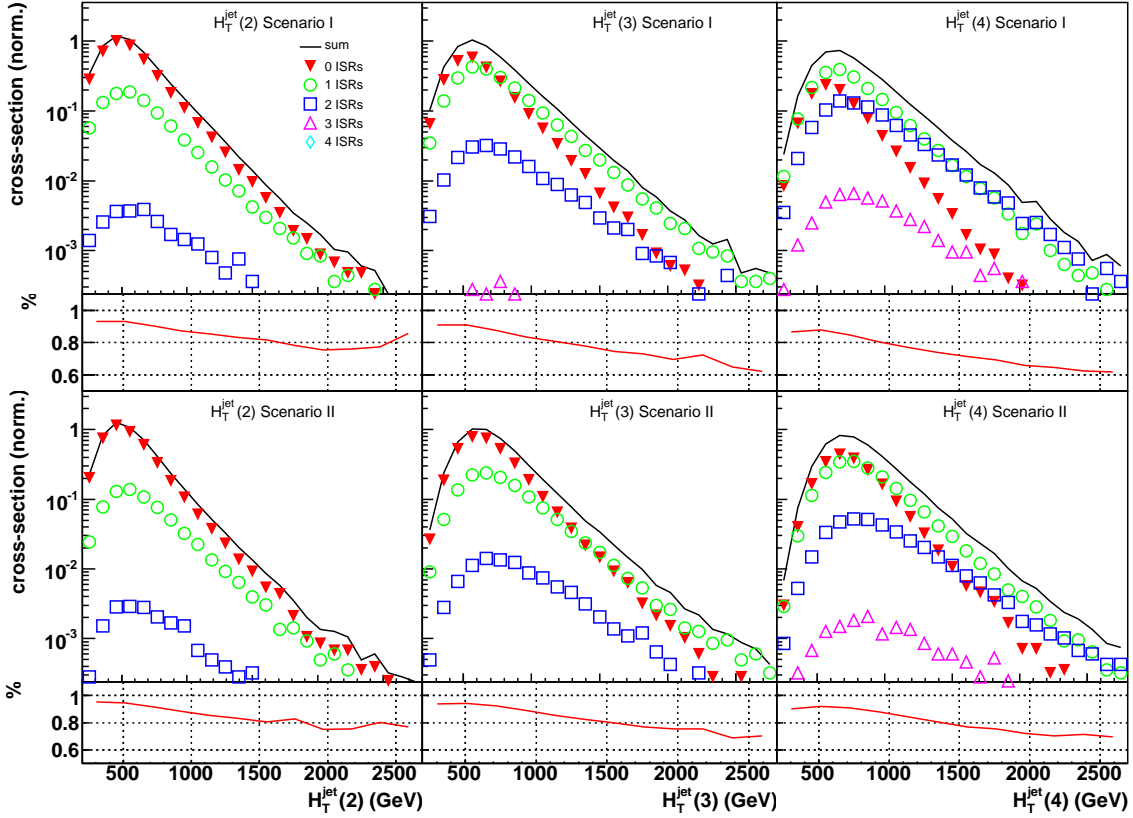 H_T^jet(2) Scenario I
H_T^jet(3) Scenario I
H_T^jet(4) Scenario I
sum
0 ISRs
1 ISRs
2 ISRs
3 ISRs
4 ISRs
cross-section (norm.)
1
10^-1
10^-2
10^-3
%
1
0.8
0.6
H_T^jet(2) Scenario II
H_T^jet(3) Scenario II
H_T^jet(4) Scenario II
cross-section (norm.)
1
10^-1
10^-2
10^-3
%
1
0.8
0.6
500 1000 1500 2000 2500
500 1000 1500 2000 2500
500 1000 1500 2000 2500
H_T^jet(2) (GeV)
H_T^jet(3) (GeV)
H_T^jet(4) (GeV)